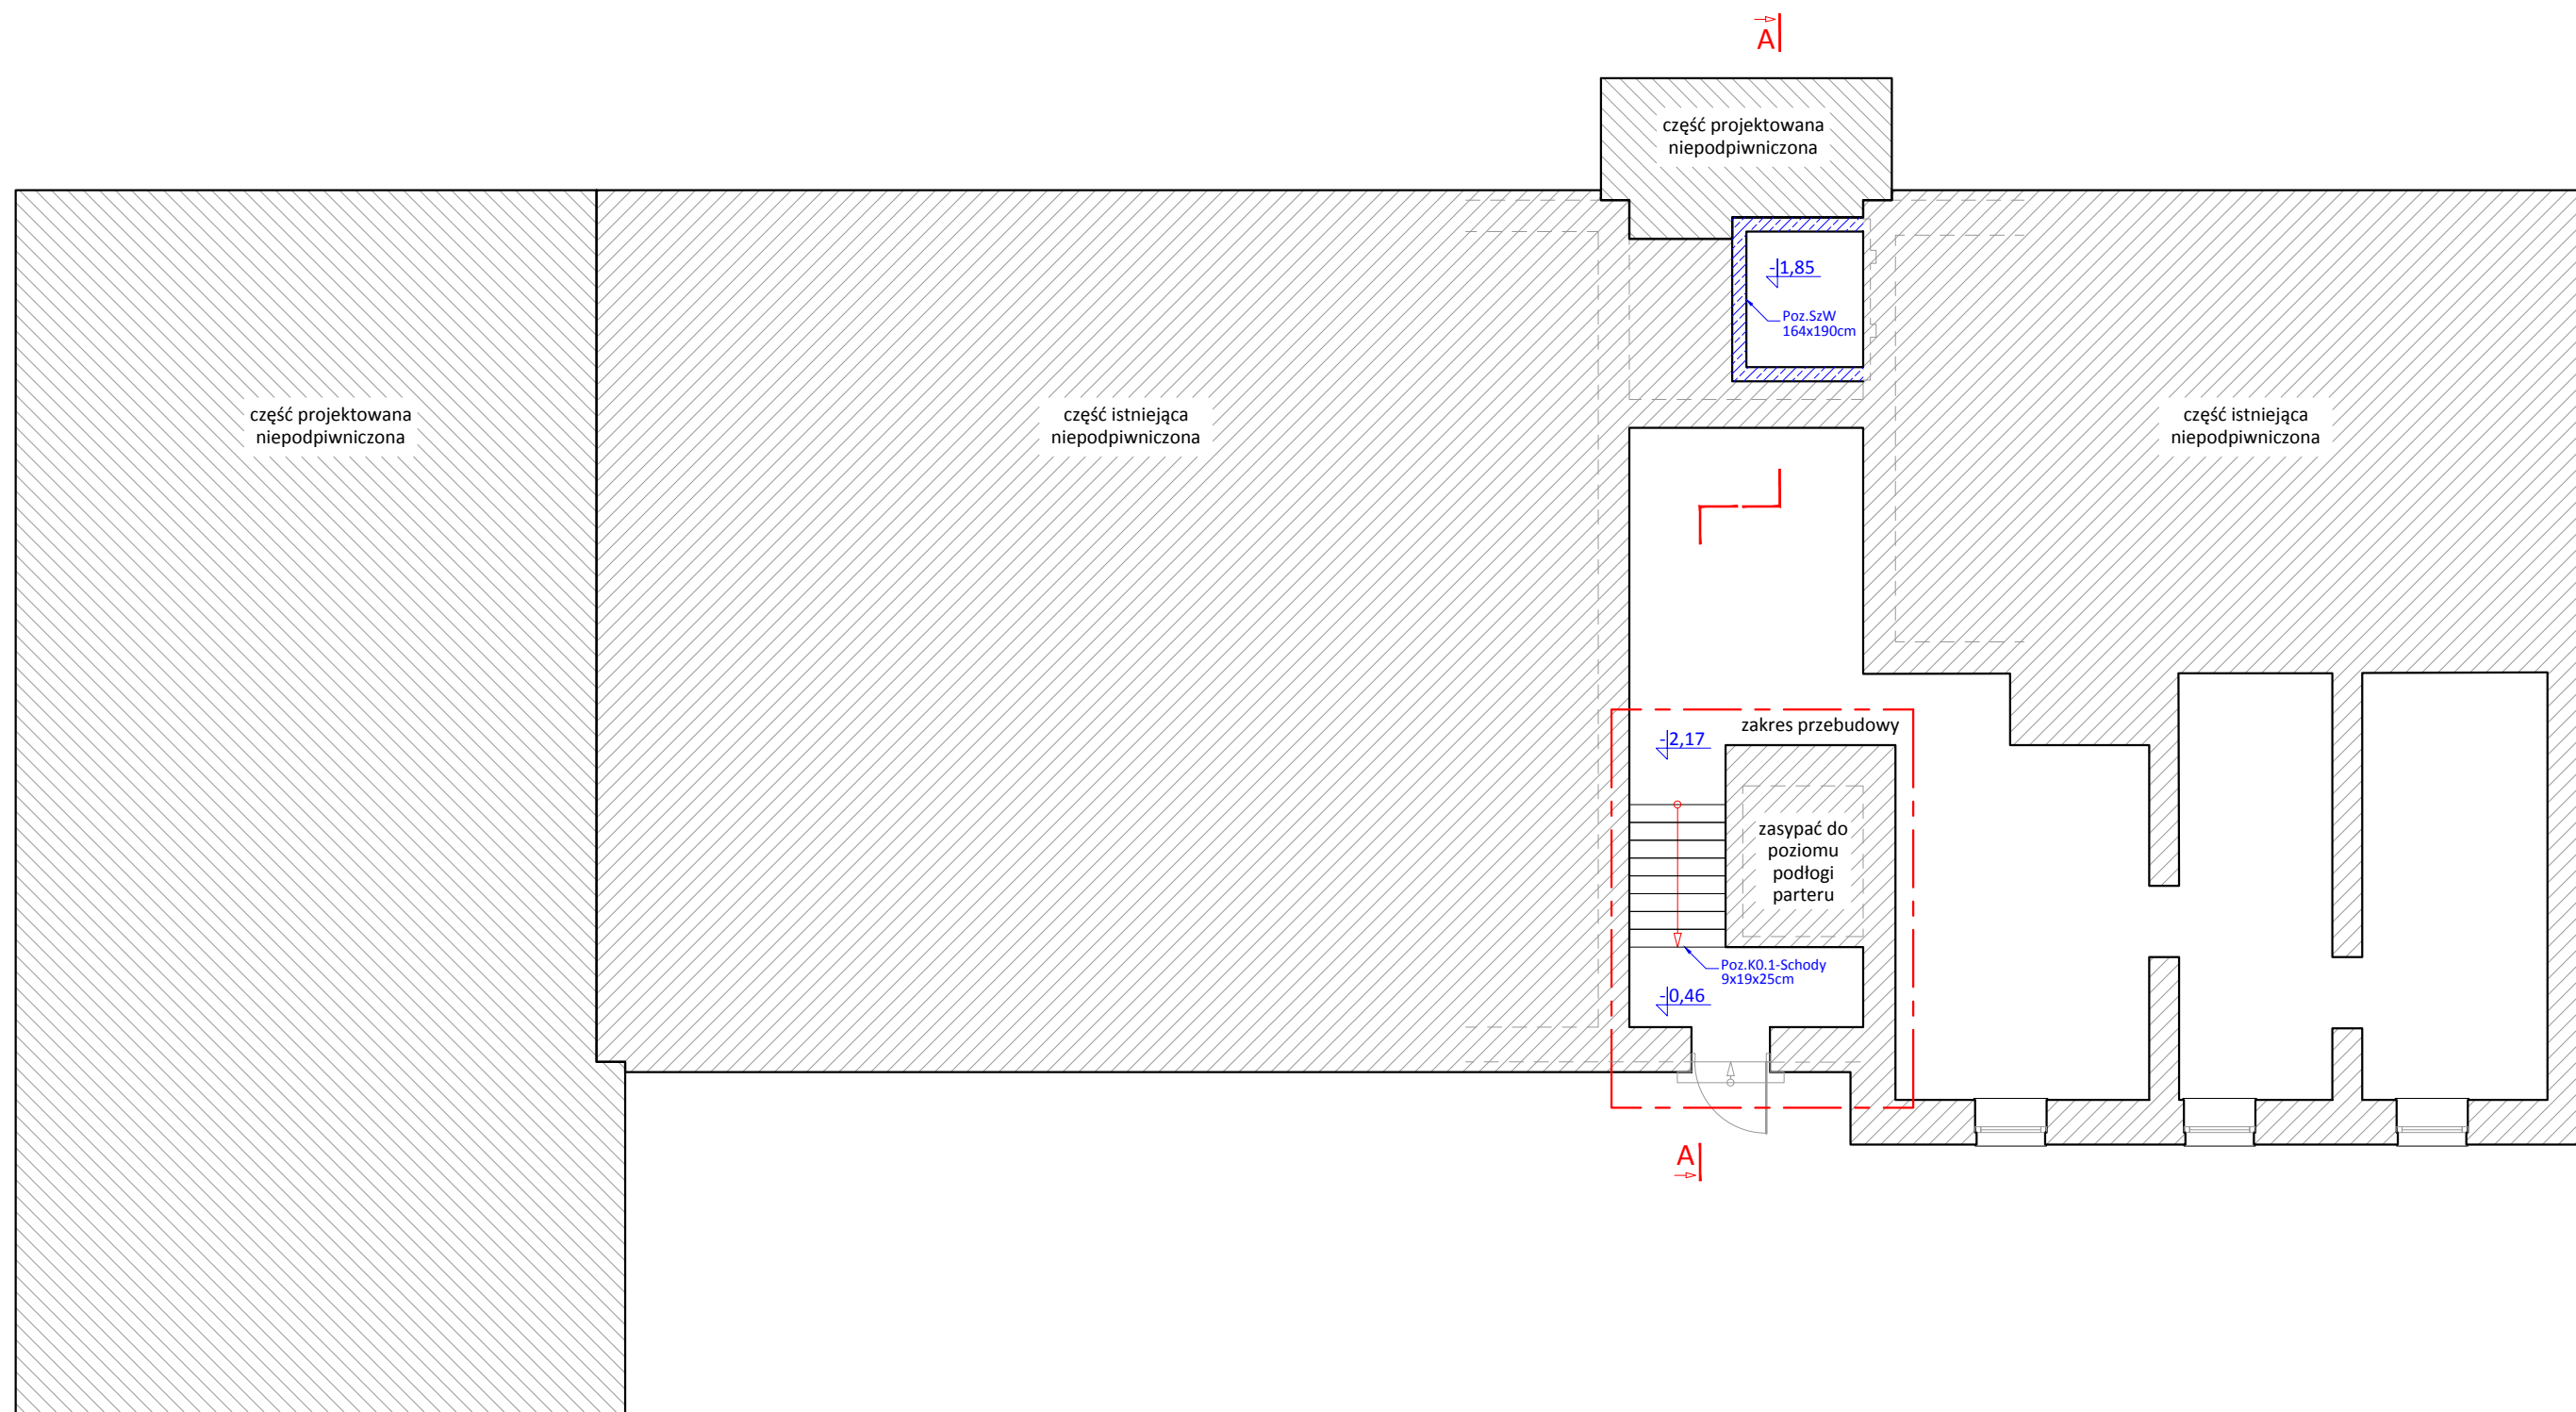 A
część projektowana
niepodpiwniczona
-1,85
Poz.SzW
164x190cm
część projektowana
niepodpiwniczona
część istniejąca
niepodpiwniczona
część istniejąca
niepodpiwniczona
zakres przebudowy
-2,17
zasypać do
poziomu
podłogi
parteru
Poz.K0.1-Schody
9x19x25cm
-0,46
A